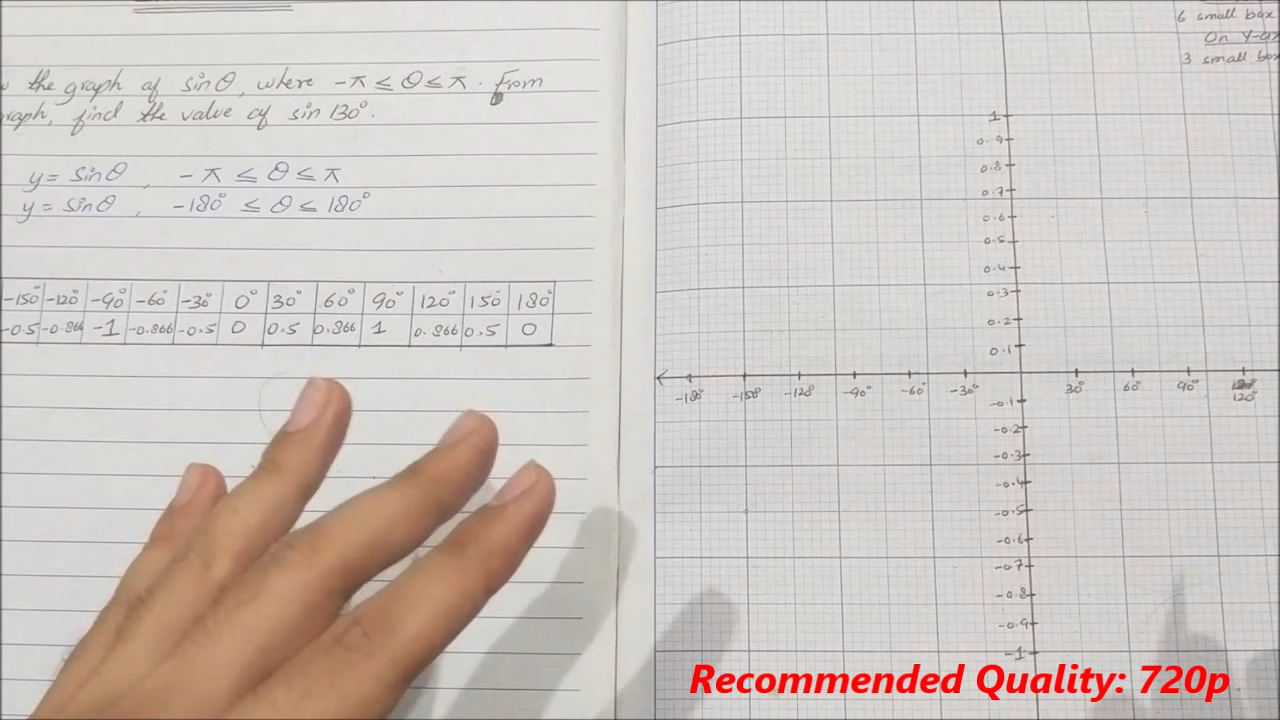 the graph of sinθ, where -π ≤ θ ≤ π. From
graph, find the value of sin 130°.
y = sinθ , -π ≤ θ ≤ π
y = sinθ , -180° ≤ θ ≤ 180°
-150° -120° -90° -60° -30° 0° 30° 60° 90° 120° 150° 180°
-0.5 -0.866 -1 -0.866 -0.5 0 0.5 0.866 1 0.866 0.5 0
6 small box
On Y-ax
3 small box
1
0.9
0.8
0.7
0.6
0.5
0.4
0.3
0.2
0.1
-180° -150° -120° -90° -60° -30° 30° 60° 90°
120°
-0.1
-0.2
-0.3
-0.4
-0.5
-0.6
-0.7
-0.8
-0.9
-1
Recommended Quality: 720p